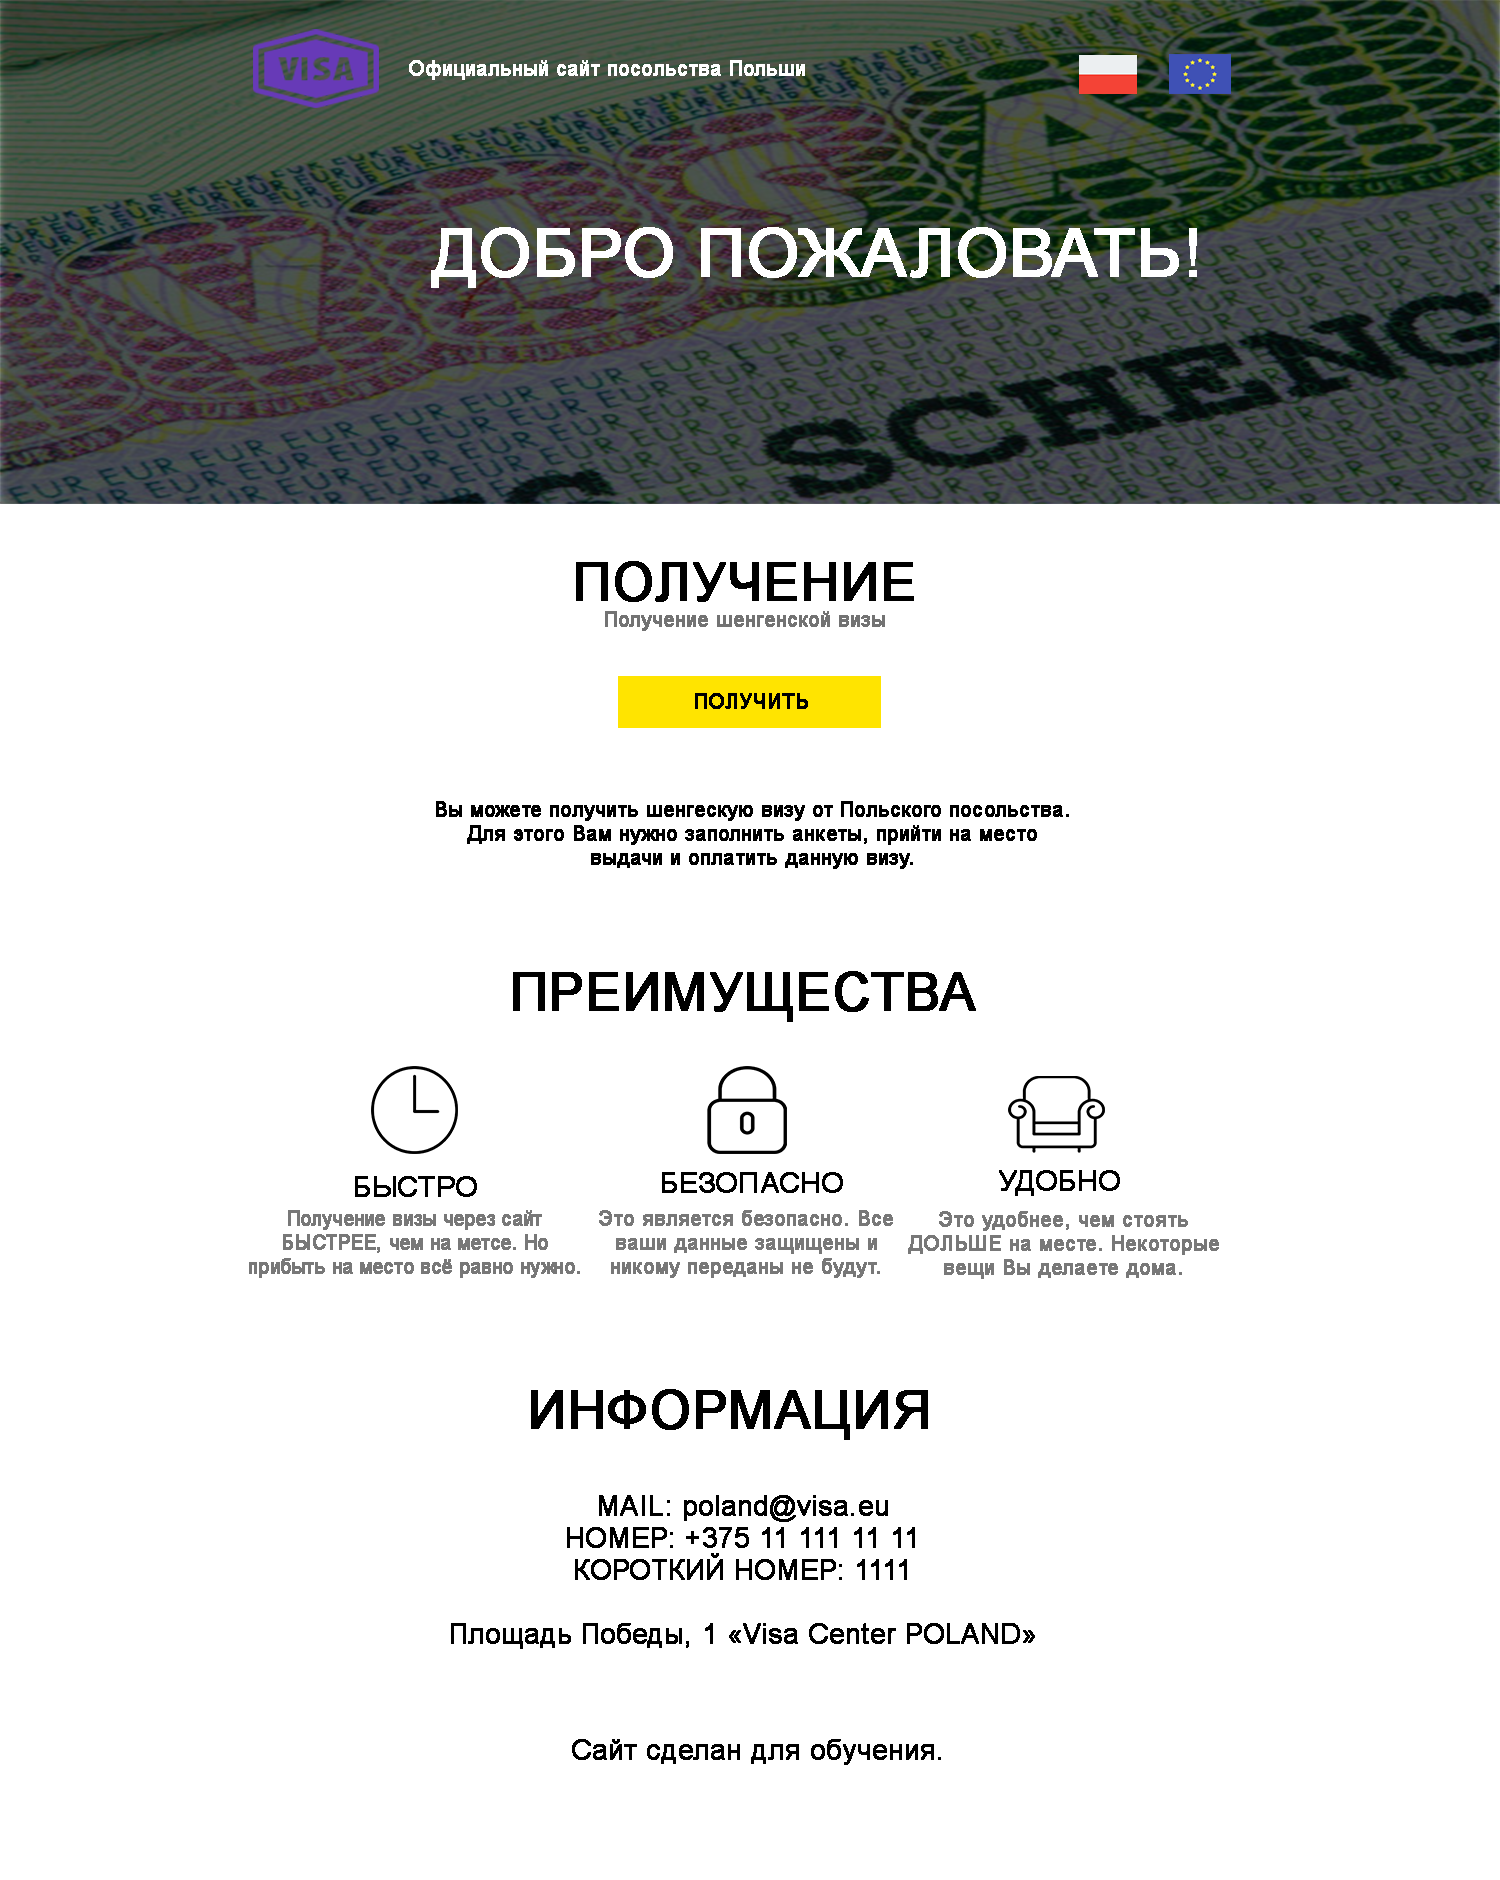 VISA
Официальный сайт посольства Польши
ДОБРО ПОЖАЛОВАТЬ!
SCHENG
ПОЛУЧЕНИЕ
Получение шенгенской визы
ПОЛУЧИТЬ
Вы можете получить шенгескую визу от Польского посольства.
Для этого Вам нужно заполнить анкеты, прийти на место
выдачи и оплатить данную визу.
ПРЕИМУЩЕСТВА
БЫСТРО
Получение визы через сайт
БЫСТРЕЕ, чем на метсе. Но
прибыть на место всё равно нужно.
БЕЗОПАСНО
Это является безопасно. Все
ваши данные защищены и
никому переданы не будут.
УДОБНО
Это удобнее, чем стоять
ДОЛЬШЕ на месте. Некоторые
вещи Вы делаете дома.
ИНФОРМАЦИЯ
MAIL: poland@visa.eu
НОМЕР: +375 11 111 11 11
КОРОТКИЙ НОМЕР: 1111
Площадь Победы, 1 «Visa Center POLAND»
Сайт сделан для обучения.